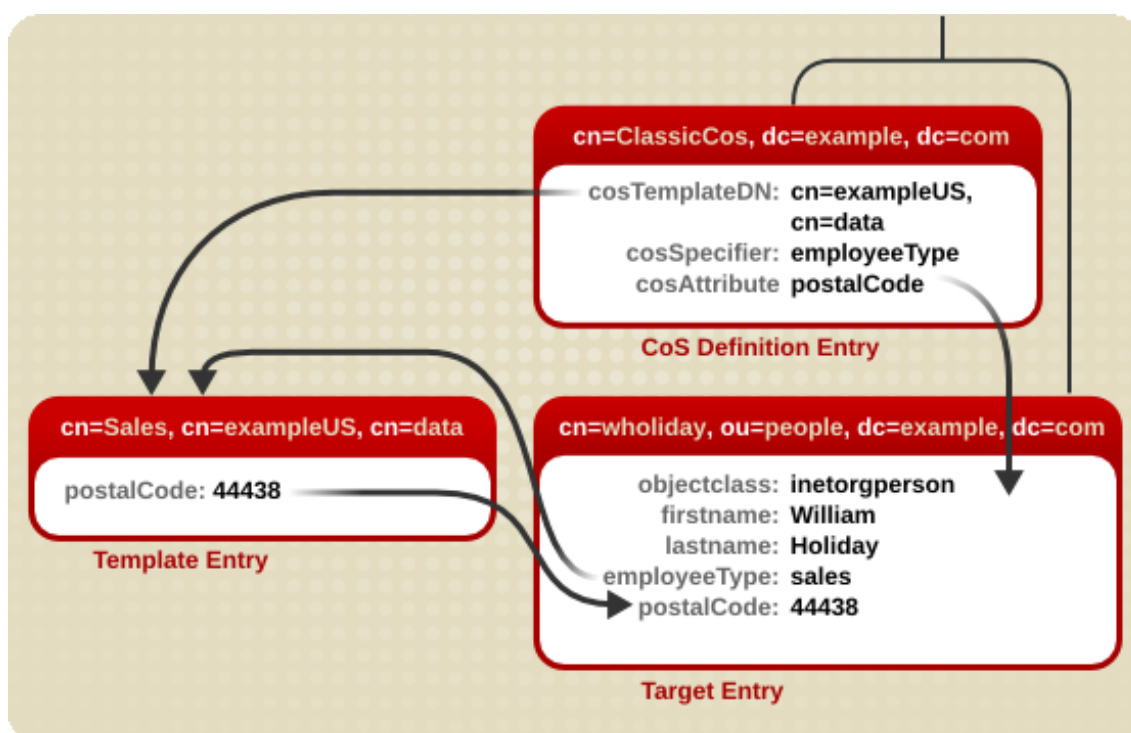 cn=ClassicCos, dc=example, dc=com
cosTemplateDN: cn=exampleUS,
cn=data
cosSpecifier: employeeType
cosAttribute postalCode
CoS Definition Entry
cn=Sales, cn=exampleUS, cn=data
postalCode: 44438
Template Entry
cn=wholiday, ou=people, dc=example, dc=com
objectclass: inetorgperson
firstname: William
lastname: Holiday
employeeType: sales
postalCode: 44438
Target Entry